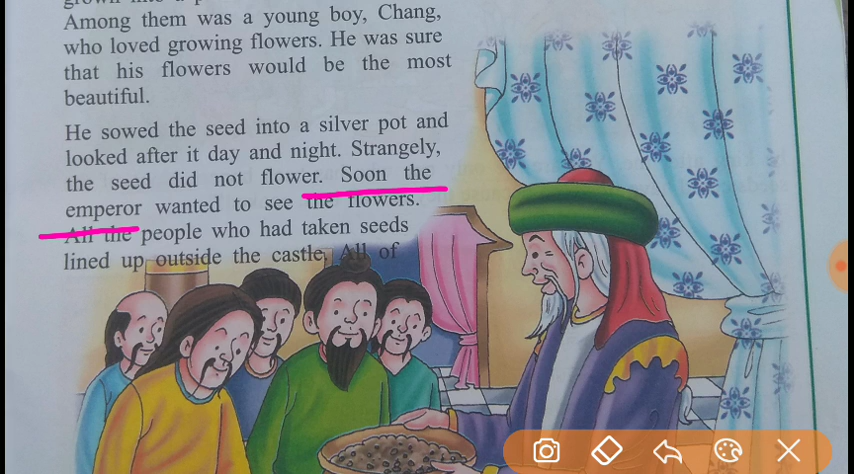 Among them was a young boy, Chang,
who loved growing flowers. He was sure
that his flowers would be the most
beautiful.
He sowed the seed into a silver pot and
looked after it day and night. Strangely,
the seed did not flower. Soon the
emperor wanted to see the flowers.
All the people who had taken seeds
lined up outside the castle. All of